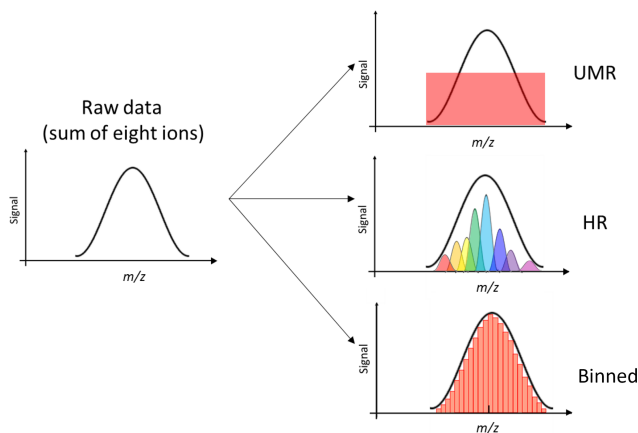 Raw data
(sum of eight ions)
Signal
m/z
Signal
m/z
UMR
Signal
m/z
HR
Signal
m/z
Binned